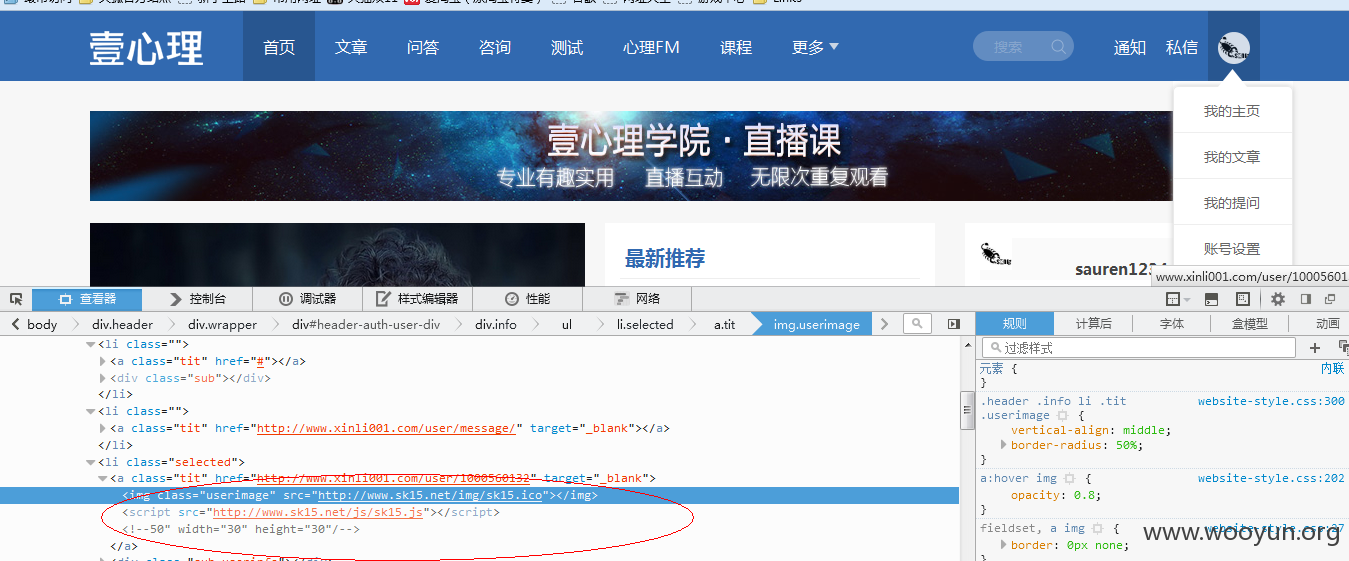 壹心理 首页 文章 问答 咨询 测试 心理FM 课程 更多 搜索 通知 私信
我的主页
我的文章
我的提问
账号设置
壹心理学院·直播课
专业有趣实用 直播互动 无限次重复观看
最新推荐
sauren1234
www.xinli001.com/user/10005601
查看器 控制台 调试器 样式编辑器 性能 网络
body div.header div.wrapper div#header-auth-user-div div.info ul li.selected a.tit img.userimage
规则 计算后 字体 盒模型 动画
<li class="">
<a class="tit" href="#"></a>
<div class="sub"></div>
</li>
<li class="">
<a class="tit" href="http://www.xinli001.com/user/message/" target="_blank"></a>
</li>
<li class="selected">
<a class="tit" href="http://www.xinli001.com/user/1000560132" target="_blank">
<img class="userimage" src="http://www.sk15.net/img/sk15.ico"></img>
<script src="http://www.sk15.net/js/sk15.js"></script>
<!--50" width="30" height="30"/-->
</a>
过滤样式
元素 { 内联
}
.header .info li .tit website-style.css:300
.userimage {
vertical-align: middle;
border-radius: 50%;
}
a:hover img { website-style.css:202
opacity: 0.8;
}
fieldset, a img { website-style.css:27
border: 0px none;
www.wooyun.org